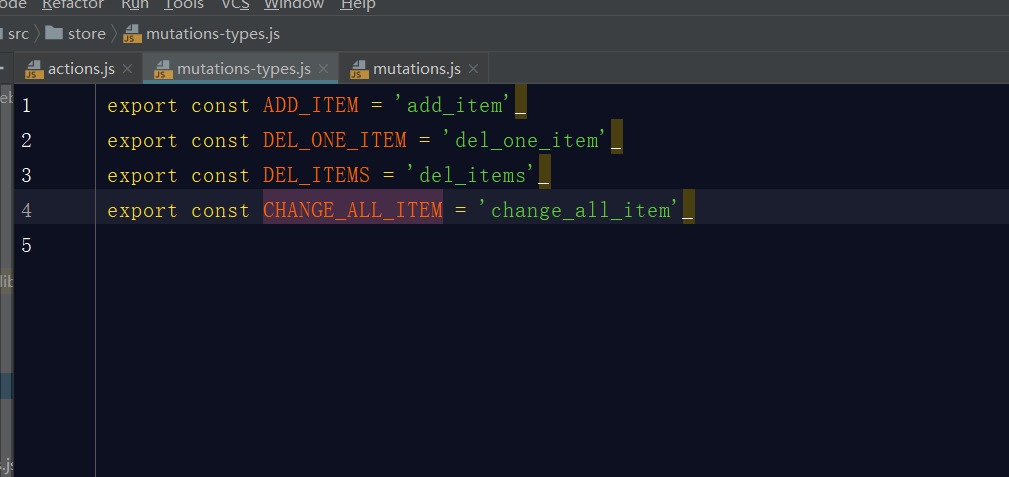 ode Refactor Run Tools VCS Window Help
src store mutations-types.js
actions.js mutations-types.js mutations.js
1 export const ADD_ITEM = 'add_item'
2 export const DEL_ONE_ITEM = 'del_one_item'
3 export const DEL_ITEMS = 'del_items'
4 export const CHANGE_ALL_ITEM = 'change_all_item'
5
lib
s.js